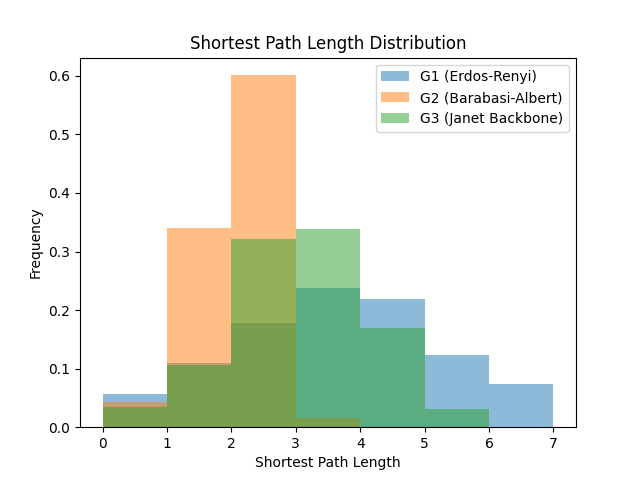 Shortest Path Length Distribution
G1 (Erdos-Renyi)
G2 (Barabasi-Albert)
G3 (Janet Backbone)
Frequency
0.6
0.5
0.4
0.3
0.2
0.1
0.0
0 1 2 3 4 5 6 7
Shortest Path Length